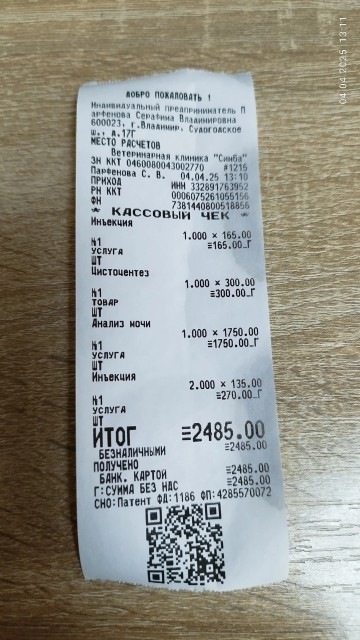 04.04.2025 13:11
ДОБРО ПОЖАЛОВАТЬ !
Индивидуальный предприниматель П
арфенова Серафима Владимировна
600023, г.Владимир, Судогодское
ш., д.17Г
МЕСТО РАСЧЕТОВ
Ветеринарная клиника "Симба"
ЗН ККТ 0460080043002770 #1215
Парфенова С. В. 04.04.25 13:10
ПРИХОД ИНН 332891763952
РН ККТ 0006075261055156
ФН 7381440800518856
* КАССОВЫЙ ЧЕК *
Инъекция
1.000 × 165.00
№1 ≡165.00_Г
УСЛУГА
ШТ
Цистоцентез
1.000 × 300.00
№1 ≡300.00_Г
ТОВАР
ШТ
Анализ мочи
1.000 × 1750.00
№1 ≡1750.00_Г
УСЛУГА
ШТ
Инъекция
2.000 × 135.00
№1 ≡270.00_Г
УСЛУГА
ШТ
ИТОГ ≡2485.00
БЕЗНАЛИЧНЫМИ ≡2485.00
ПОЛУЧЕНО
БАНК. КАРТОЙ ≡2485.00
Г:СУММА БЕЗ НДС ≡2485.00
СНО:Патент ФД:1186 ФП:4285570072